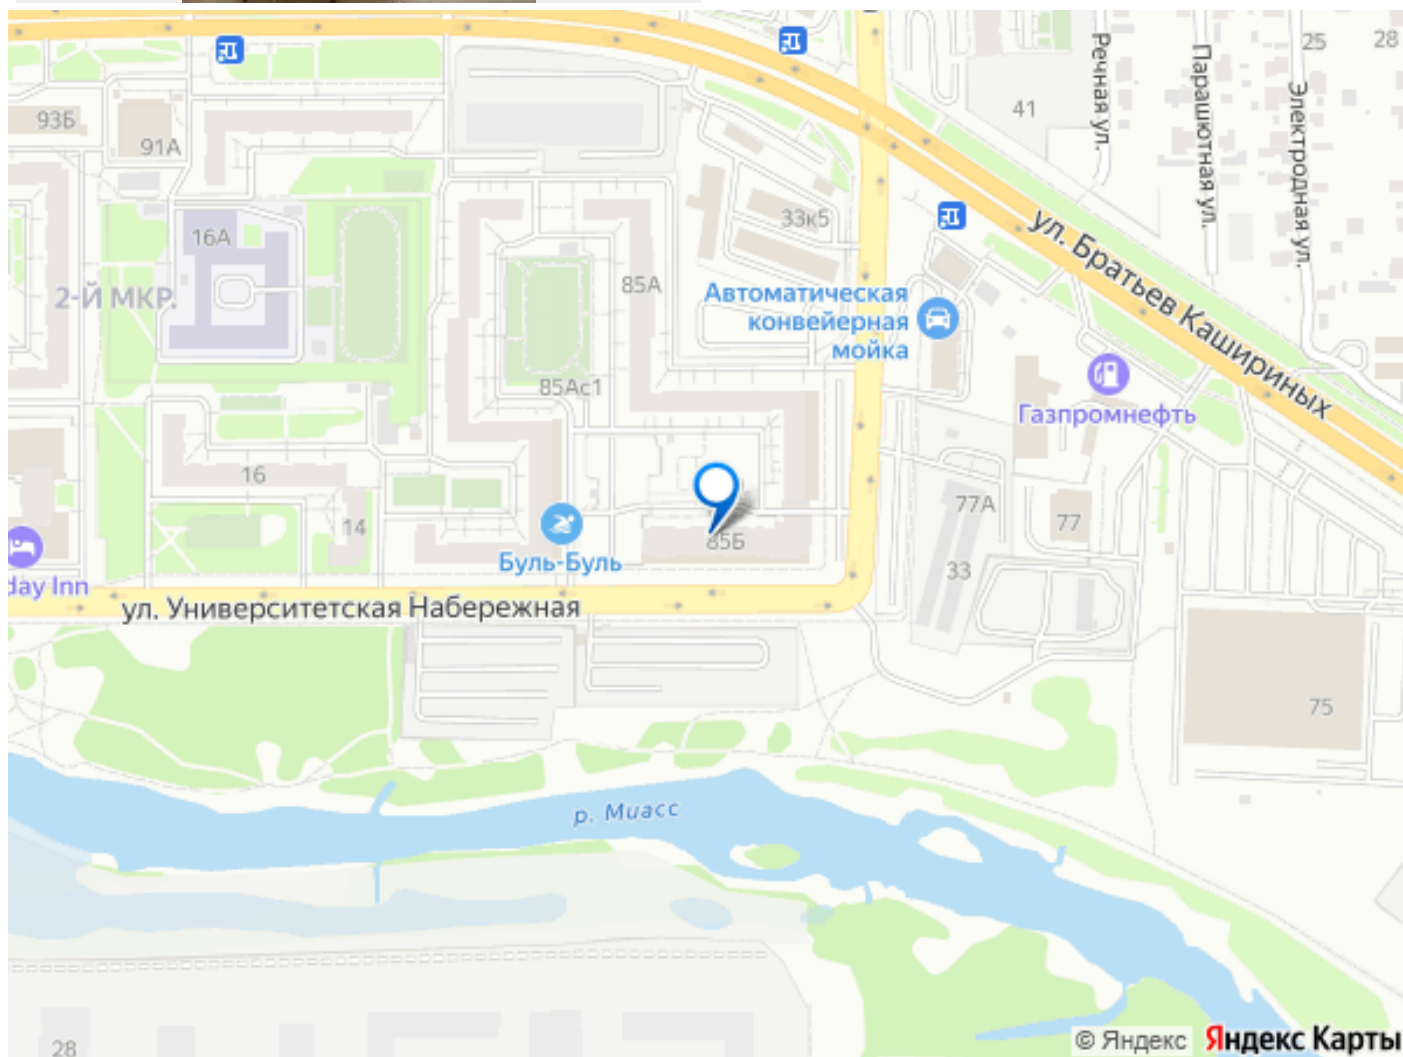 25
28
41
Речная ул.
Парашютная ул.
Электродная ул.
93Б
91А
16А
33к5
ул. Братьев Кашириных
2-Й МКР.
85А
Автоматическая
конвейерная
мойка
85Ас1
Газпромнефть
16
14
77А
77
85Б
Буль-Буль
33
day Inn
ул. Университетская Набережная
75
р. Миасс
28
© Яндекс
Яндекс Карты